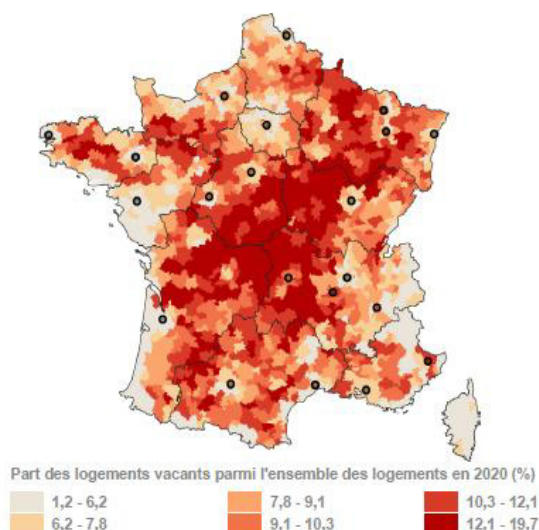 Part des logements vacants parmi l'ensemble des logements en 2020 (%)
1,2 - 6,2 7,8 - 9,1 10,3 - 12,1
6,2 - 7,8 9,1 - 10,3 12,1 - 19,7